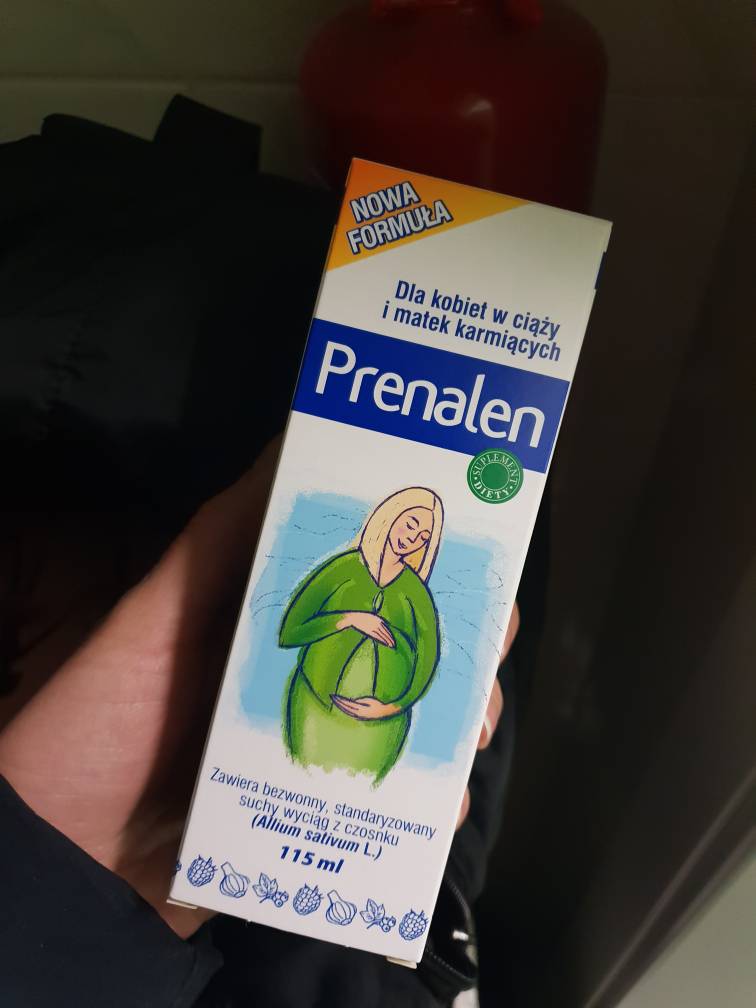 NOWA
FORMUŁA
Dla kobiet w ciąży
i matek karmiących
Prenalen
SUPLEMENT
DIETY
Zawiera bezwonny, standaryzowany
suchy wyciąg z czosnku
(Allium sativum L.)
115 ml